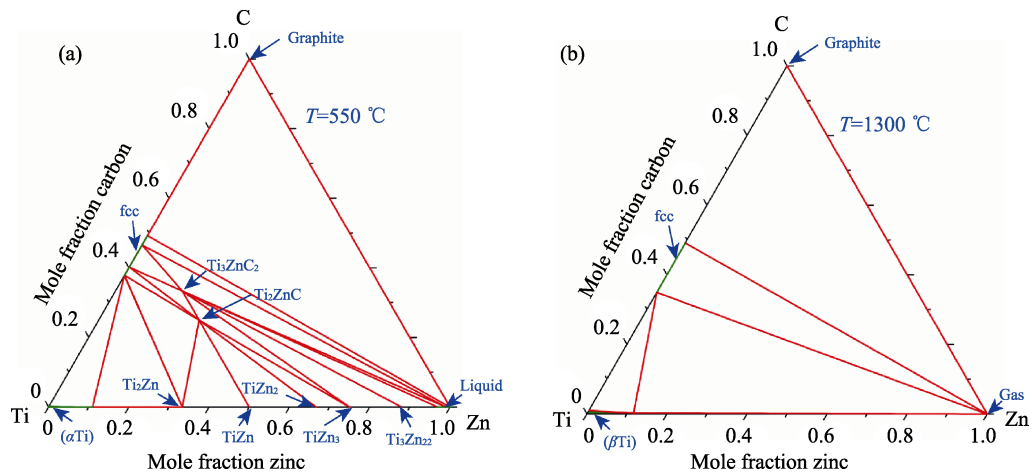 (a)
C
1.0
Graphite
T=550 ℃
0.8
0.6
0.4
0.2
0
Mole fraction carbon
fcc
Ti₃ZnC₂
Ti₂ZnC
Ti₂Zn
TiZn₂
Liquid
Ti
Zn
(αTi)
TiZn
TiZn₃
Ti₃Zn₂₂
0
0.2
0.4
0.6
0.8
1.0
Mole fraction zinc
(b)
C
1.0
Graphite
T=1300 ℃
0.8
0.6
0.4
0.2
0
Mole fraction carbon
fcc
Gas
Ti
Zn
(βTi)
0
0.2
0.4
0.6
0.8
1.0
Mole fraction zinc